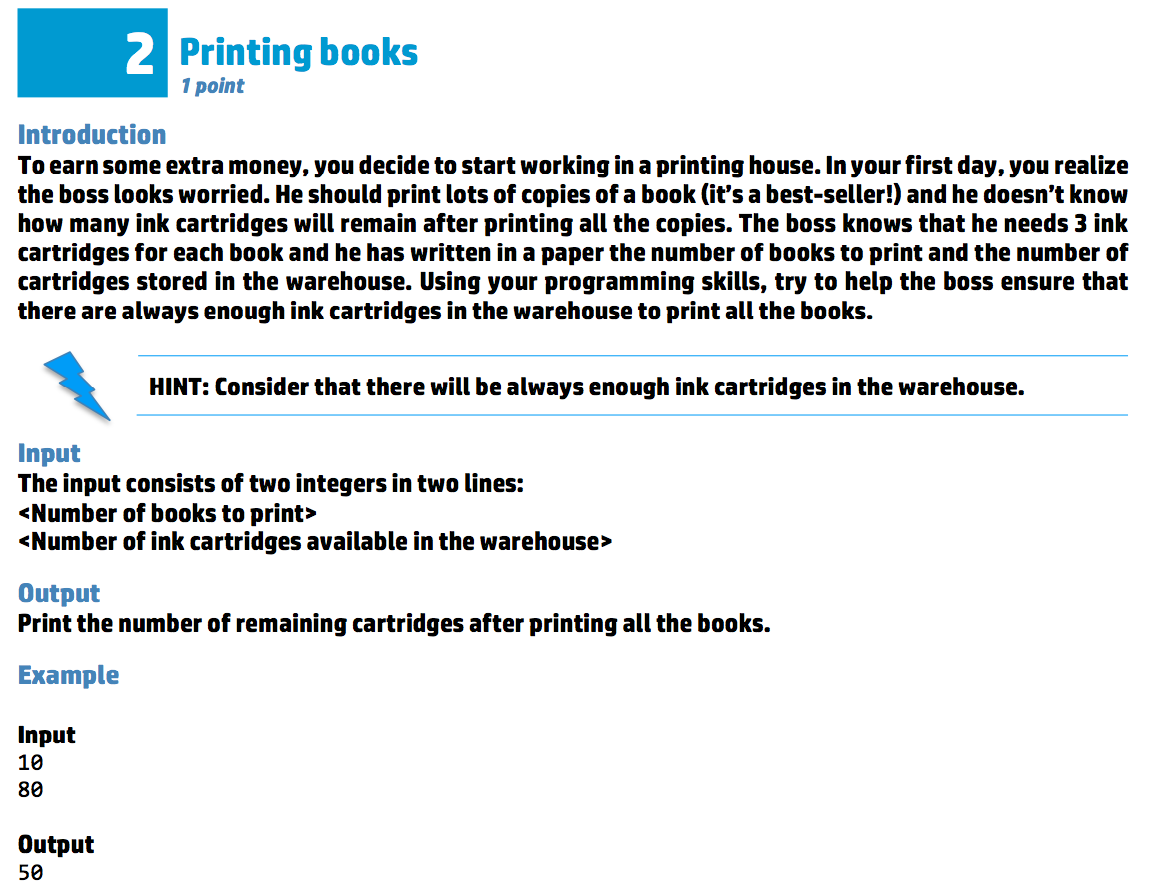 2 Printing books
1 point
Introduction
To earn some extra money, you decide to start working in a printing house. In your first day, you realize
the boss looks worried. He should print lots of copies of a book (it's a best-seller!) and he doesn't know
how many ink cartridges will remain after printing all the copies. The boss knows that he needs 3 ink
cartridges for each book and he has written in a paper the number of books to print and the number of
cartridges stored in the warehouse. Using your programming skills, try to help the boss ensure that
there are always enough ink cartridges in the warehouse to print all the books.
HINT: Consider that there will be always enough ink cartridges in the warehouse.
Input
The input consists of two integers in two lines:
<Number of books to print>
<Number of ink cartridges available in the warehouse>
Output
Print the number of remaining cartridges after printing all the books.
Example
Input
10
80
Output
50